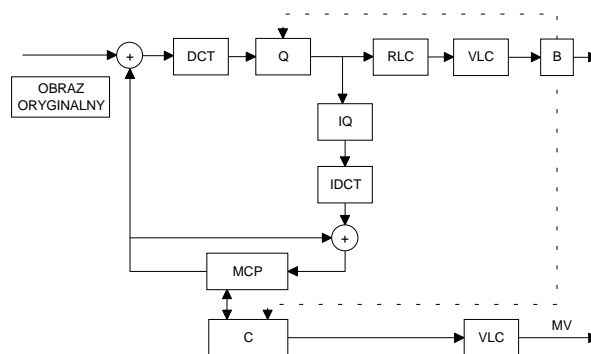 +
DCT
Q
RLC
VLC
B
OBRAZ
ORYGINALNY
IQ
IDCT
+
MCP
C
VLC
MV